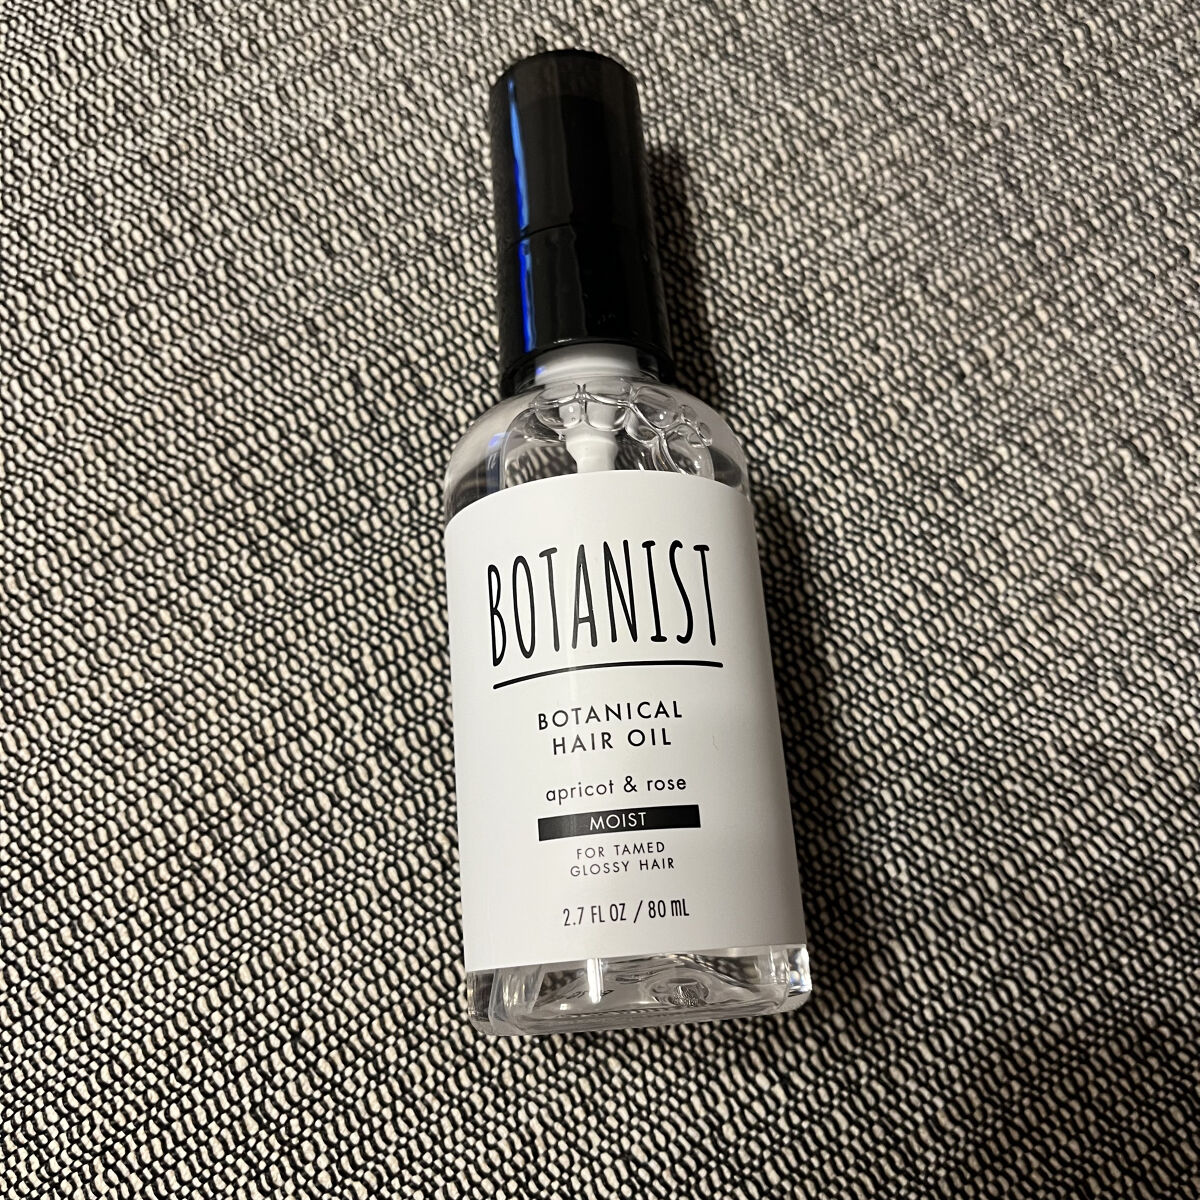 BOTANIST
BOTANICAL
HAIR OIL
apricot & rose
MOIST
FOR TAMED
GLOSSY HAIR
2.7 FL OZ / 80 mL